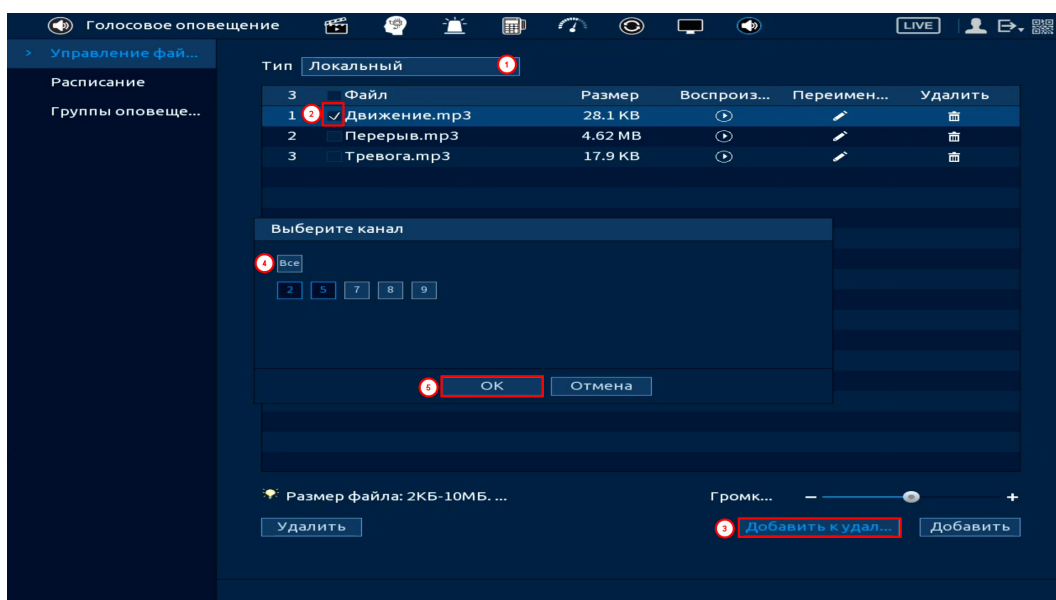 Голосовое оповещение LIVE
> Управление фай...
Расписание
Группы оповеще...
Тип Локальный 1
3 Файл Размер Воспроиз... Переимен... Удалить
1 2 Движение.mp3 28.1 KB
2 Перерыв.mp3 4.62 MB
3 Тревога.mp3 17.9 KB
Выберите канал
4 Все
2 5 7 8 9
5 OK Отмена
Размер файла: 2КБ-10МБ. ... Громк... – +
Удалить 3 Добавить к удал... Добавить